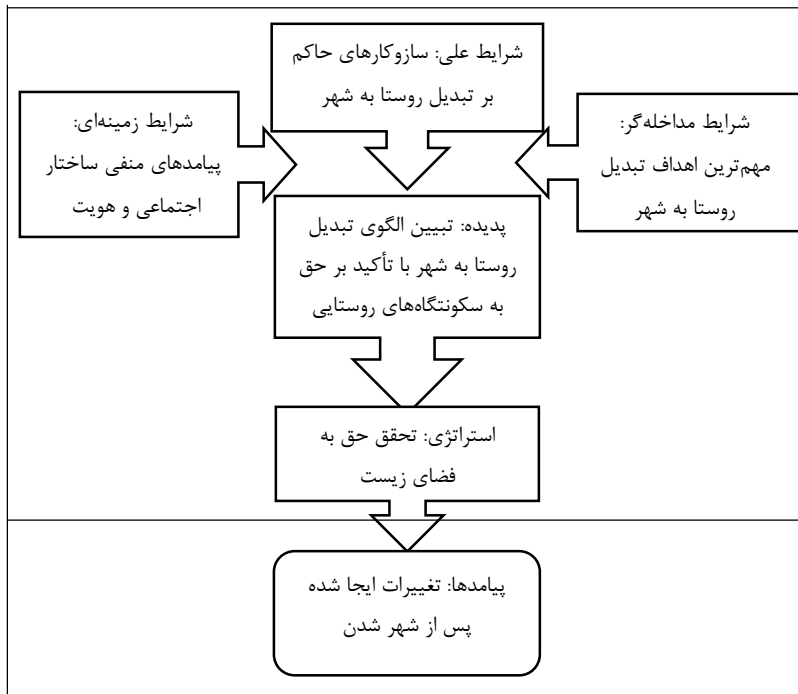 شرایط علی: سازوکارهای حاکم
بر تبدیل روستا به شهر
شرایط مداخله‌گر:
مهم‌ترین اهداف تبدیل
روستا به شهر
شرایط زمینه‌ای:
پیامدهای منفی ساختار
اجتماعی و هویت
پدیده: تبیین الگوی تبدیل
روستا به شهر با تأکید بر حق
به سکونتگاه‌های روستایی
استراتژی: تحقق حق به
فضای زیست
پیامدها: تغییرات ایجا شده
پس از شهر شدن